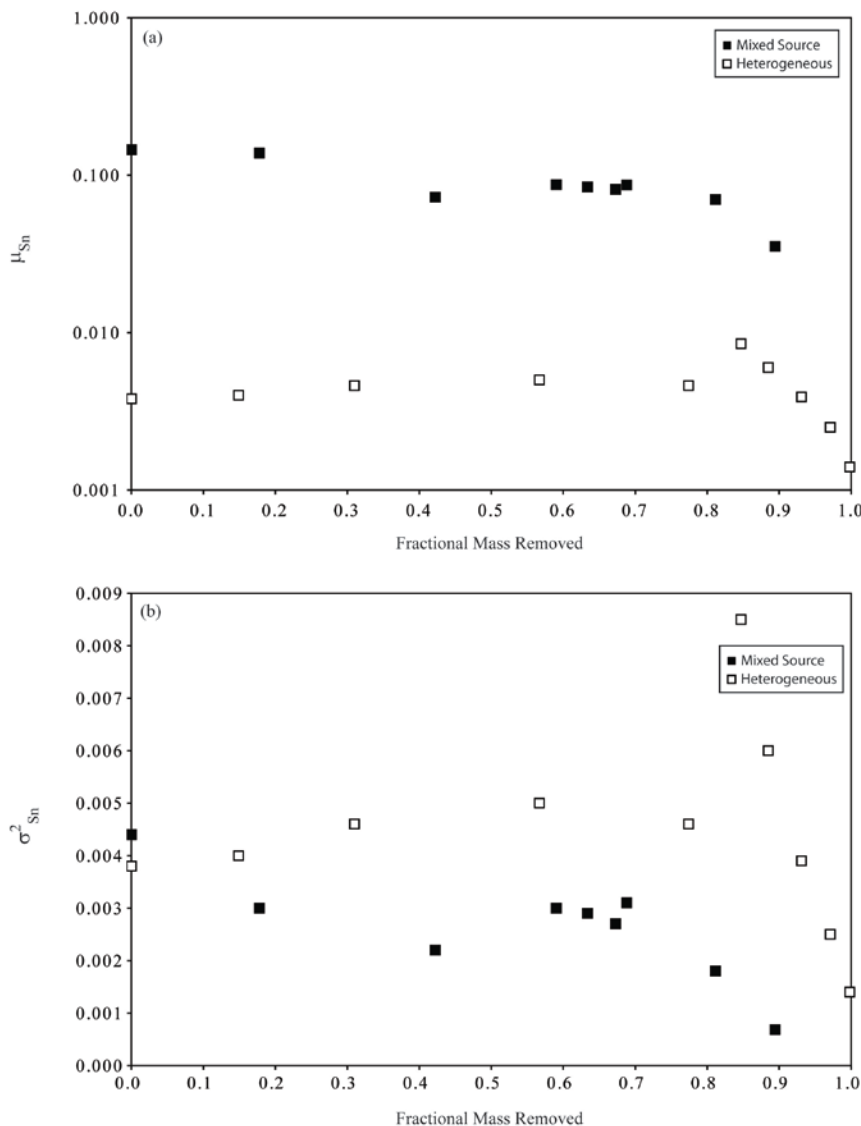 (a)
Mixed Source
Heterogeneous
1.000
0.100
0.010
0.001
μSn
0.0 0.1 0.2 0.3 0.4 0.5 0.6 0.7 0.8 0.9 1.0
Fractional Mass Removed
(b)
Mixed Source
Heterogeneous
0.009
0.008
0.007
0.006
0.005
0.004
0.003
0.002
0.001
0.000
σ²Sn
0.0 0.1 0.2 0.3 0.4 0.5 0.6 0.7 0.8 0.9 1.0
Fractional Mass Removed